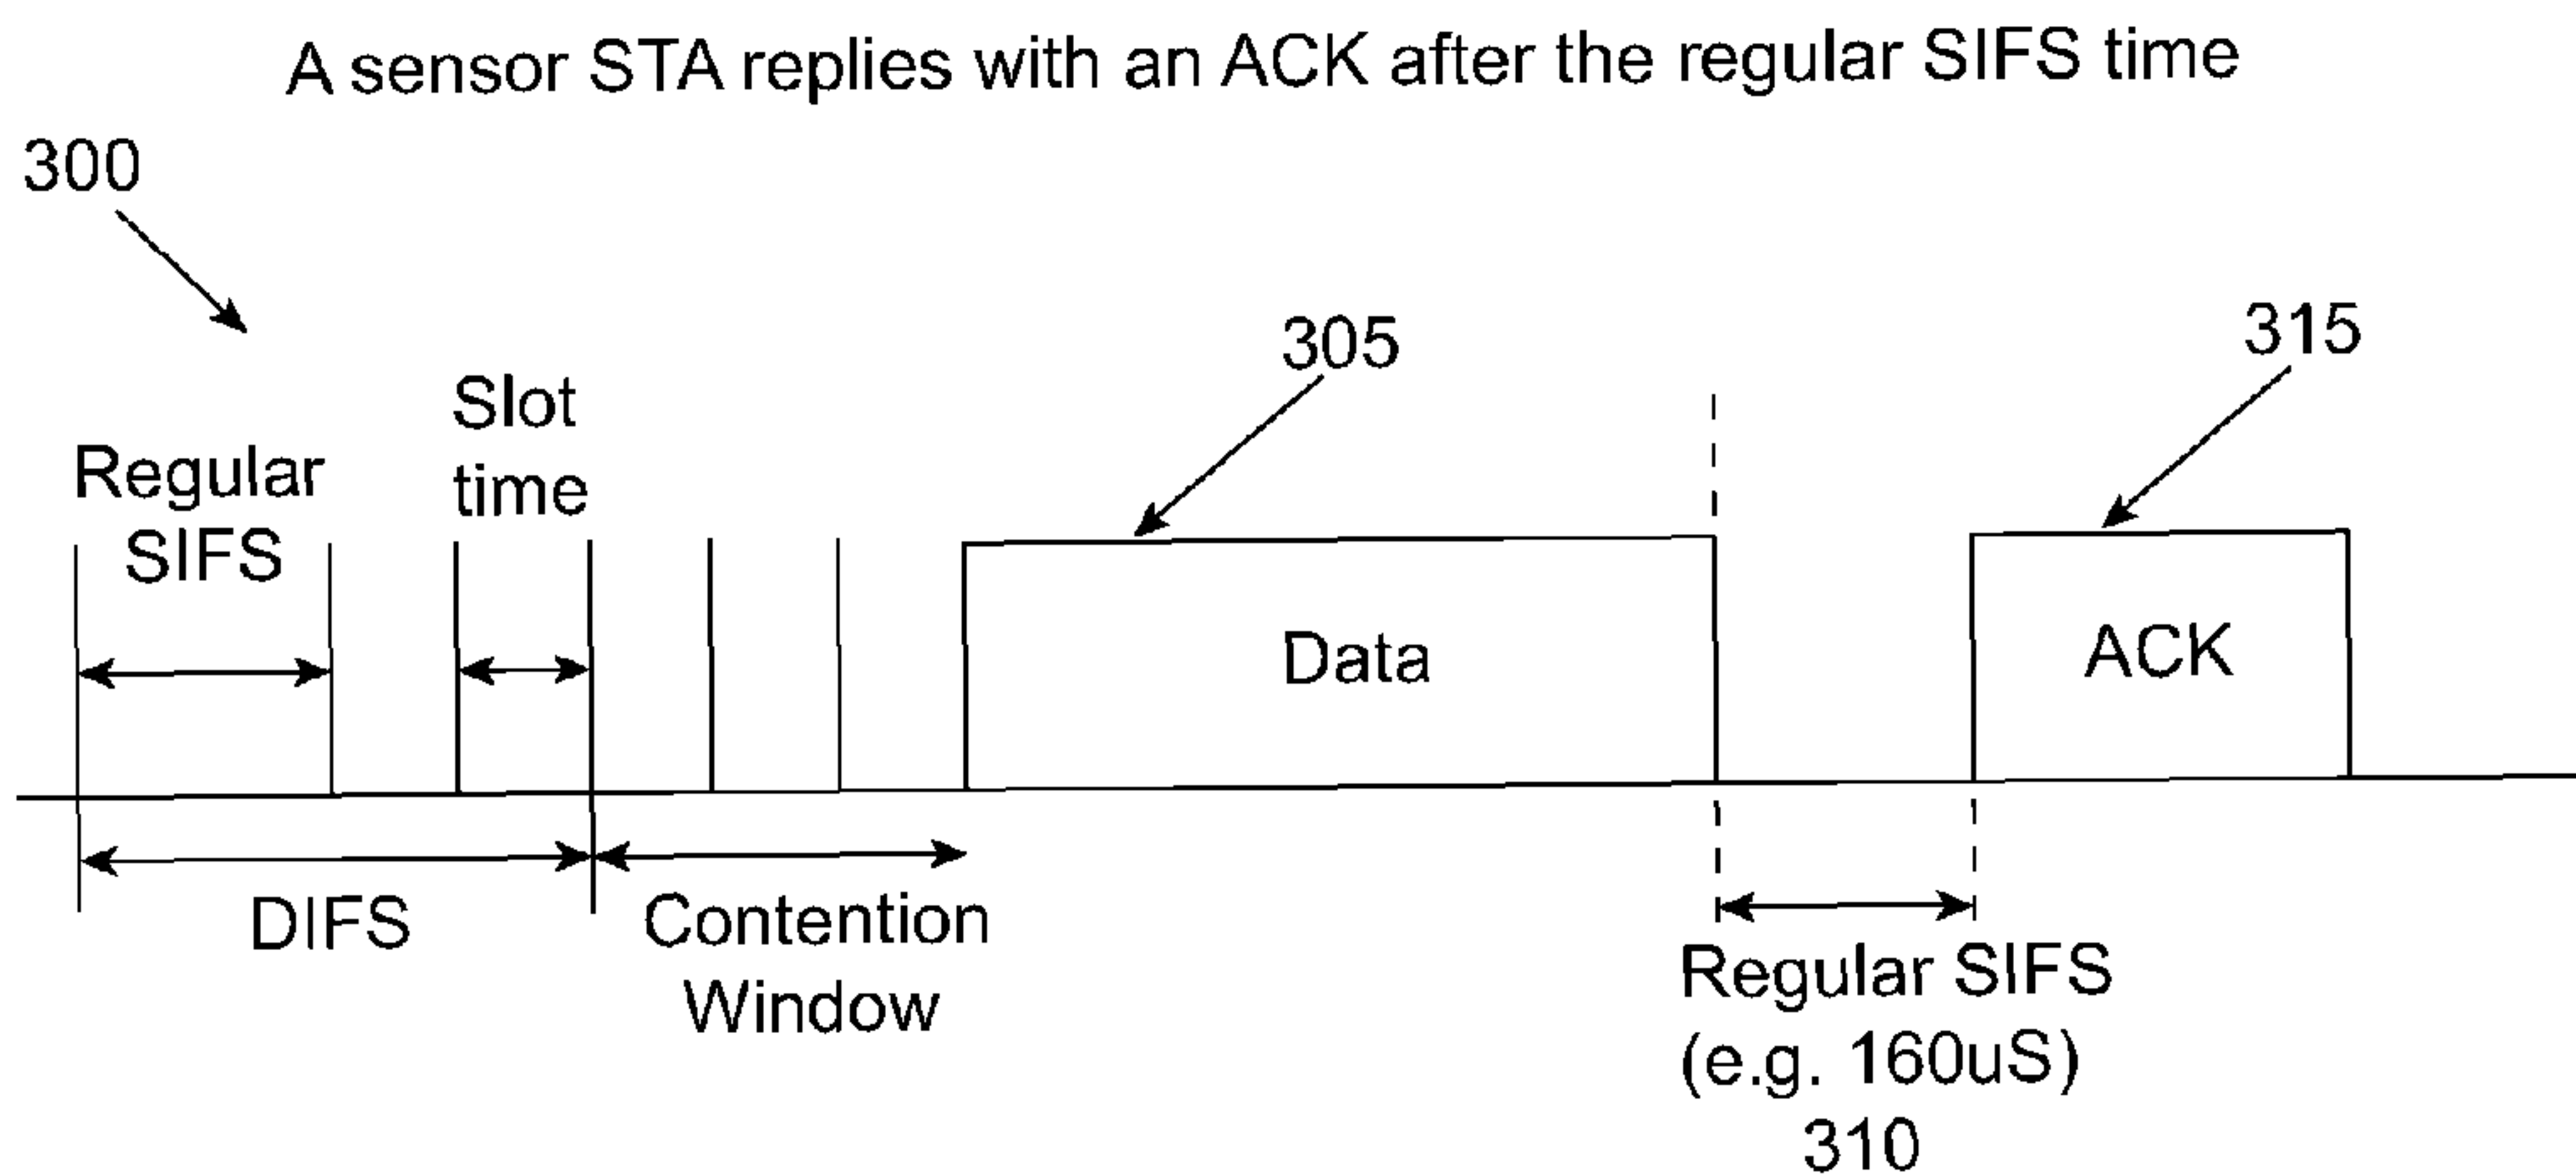 A sensor STA replies with an ACK after the regular SIFS time
300
305
315
Slot
time
Regular
SIFS
Data
ACK
DIFS
Contention
Window
Regular SIFS
(e.g. 160uS)
310